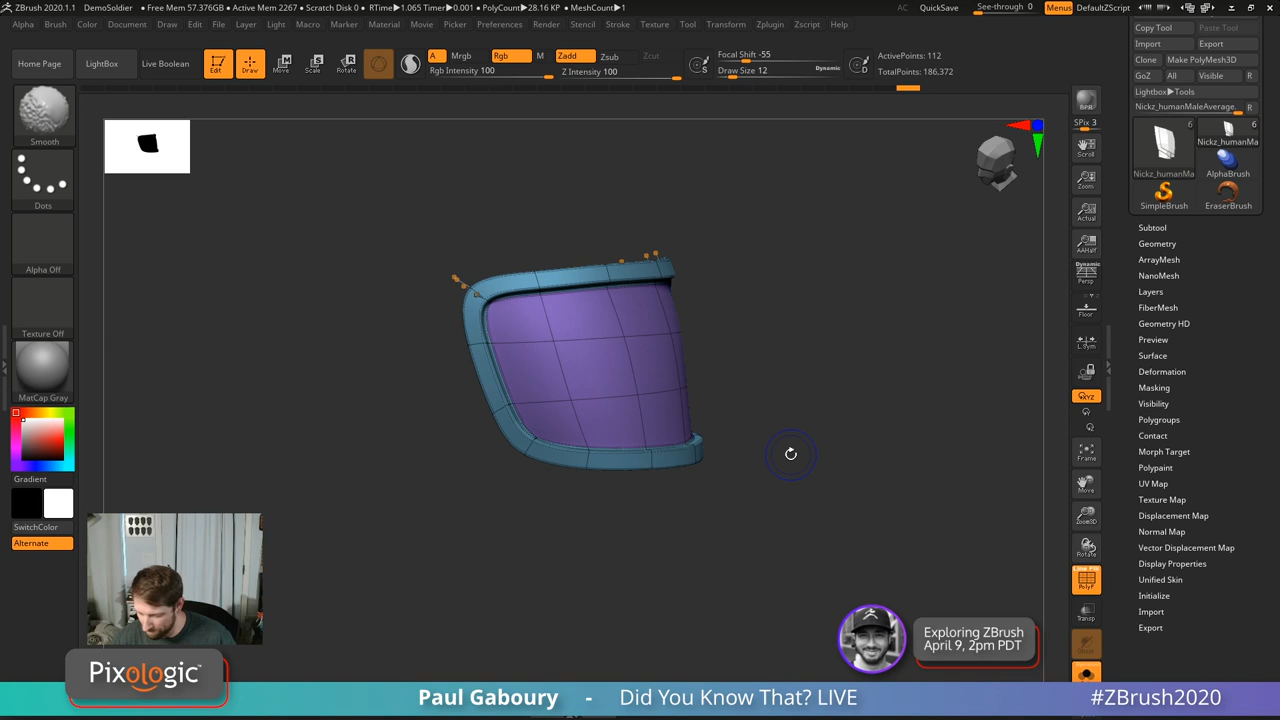 ZBrush 2020.1.1
DemoSoldier
• Free Mem 57.376GB • Active Mem 2267 • Scratch Disk 0 • RTime▶1.065 Timer▶0.001 • PolyCount▶28.16 KP • MeshCount▶1
AC
QuickSave
See-through 0
Menus
DefaultZScript
Alpha Brush Color Document Draw Edit File Layer Light Macro Marker Material Movie Picker Preferences Render Stencil Stroke Texture Tool Transform Zplugin Zscript Help
Home Page
LightBox
Live Boolean
Edit
Draw
Move
Scale
Rotate
A
Mrgb
Rgb
M
Rgb Intensity 100
Zadd
Zsub
Zcut
Z Intensity 100
S
Focal Shift -55
Draw Size 12
Dynamic
D
ActivePoints: 112
TotalPoints: 186,372
Copy Tool
Paste Tool
Import
Export
Clone
Make PolyMesh3D
GoZ
All
Visible
R
Lightbox▶Tools
Nickz_humanMaleAverage.
R
6
Nickz_humanMa
6
Nickz_humanMa
AlphaBrush
SimpleBrush
EraserBrush
Subtool
Geometry
ArrayMesh
NanoMesh
Layers
FiberMesh
Geometry HD
Preview
Surface
Deformation
Masking
Visibility
Polygroups
Contact
Morph Target
Polypaint
UV Map
Texture Map
Displacement Map
Normal Map
Vector Displacement Map
Display Properties
Unified Skin
Initialize
Import
Export
BPR
SPix 3
Scroll
Zoom
Actual
AAHalf
Dynamic
Persp
Floor
L.Sym
XYZ
Frame
Move
Zoom3D
Rotate
Line Fill
PolyF
Transp
Smooth
Dots
Alpha Off
Texture Off
MatCap Gray
Gradient
SwitchColor
Alternate
Exploring ZBrush
April 9, 2pm PDT
Pixologic™
Paul Gaboury - Did You Know That? LIVE #ZBrush2020